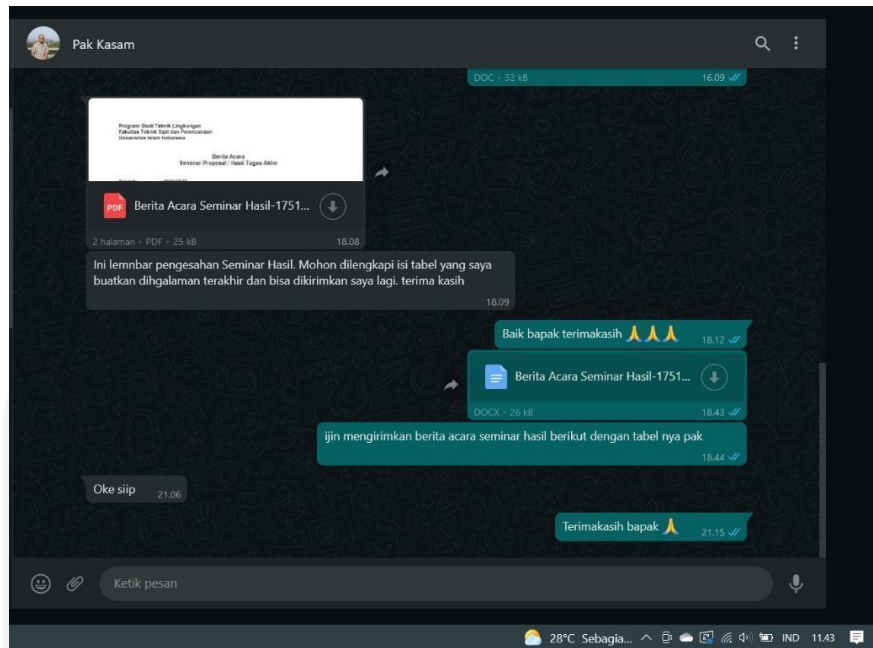 Pak Kasam
DOC • 32 kB 16.09
Program Studi Teknik Lingkungan
Fakultas Teknik Sipil dan Perencanaan
Universitas Islam Indonesia
Berita Acara
Seminar Proposal / Hasil Tugas Akhir
PDF Berita Acara Seminar Hasil-1751...
2 halaman • PDF • 25 kB 18.08
Ini lemnbar pengesahan Seminar Hasil. Mohon dilengkapi isi tabel yang saya
buatkan dihgalaman terakhir dan bisa dikirimkan saya lagi. terima kasih
18.09
Baik bapak terimakasih 🙏🙏🙏 18.12
Berita Acara Seminar Hasil-1751...
DOCX • 26 kB 18.43
ijin mengirimkan berita acara seminar hasil berikut dengan tabel nya pak
18.44
Oke siip 21.06
Terimakasih bapak 🙏 21.15
Ketik pesan
28°C Sebagia... IND 11.43